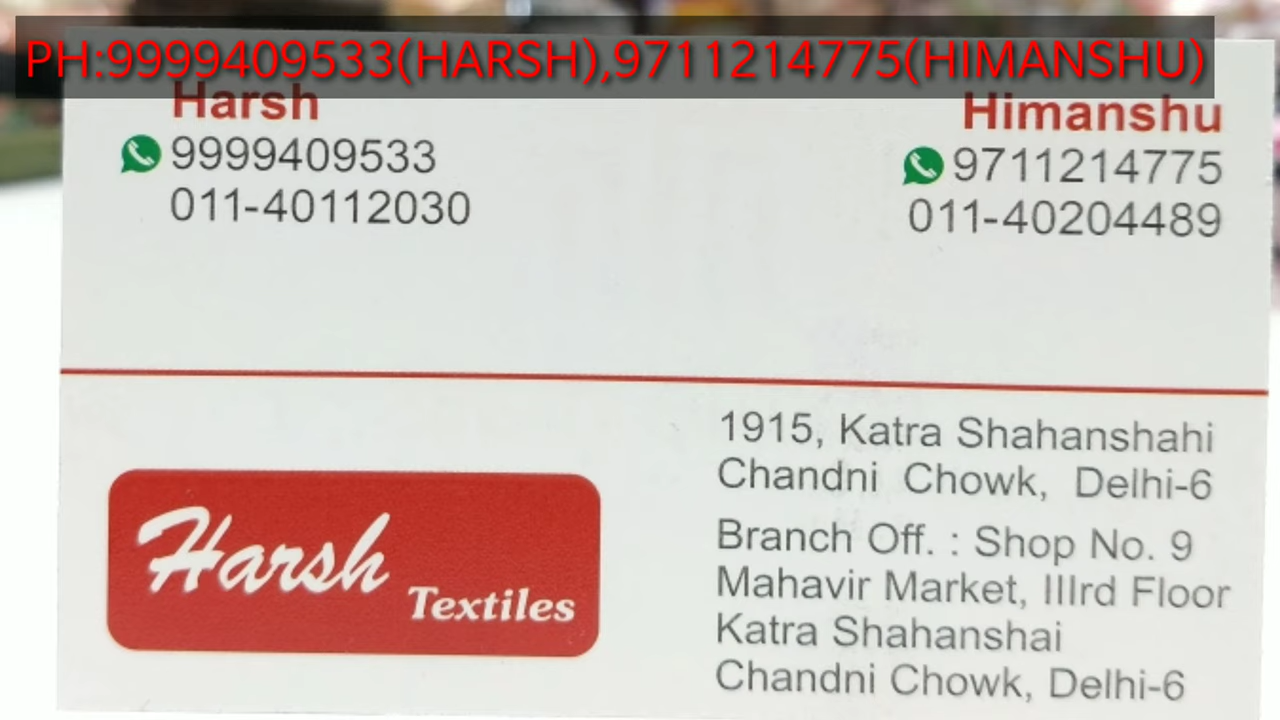 PH:9999409533(HARSH),9711214775(HIMANSHU)
Harsh
9999409533
011-40112030
Himanshu
9711214775
011-40204489
Harsh
Textiles
1915, Katra Shahanshahi
Chandni Chowk, Delhi-6
Branch Off. : Shop No. 9
Mahavir Market, IIIrd Floor
Katra Shahanshai
Chandni Chowk, Delhi-6